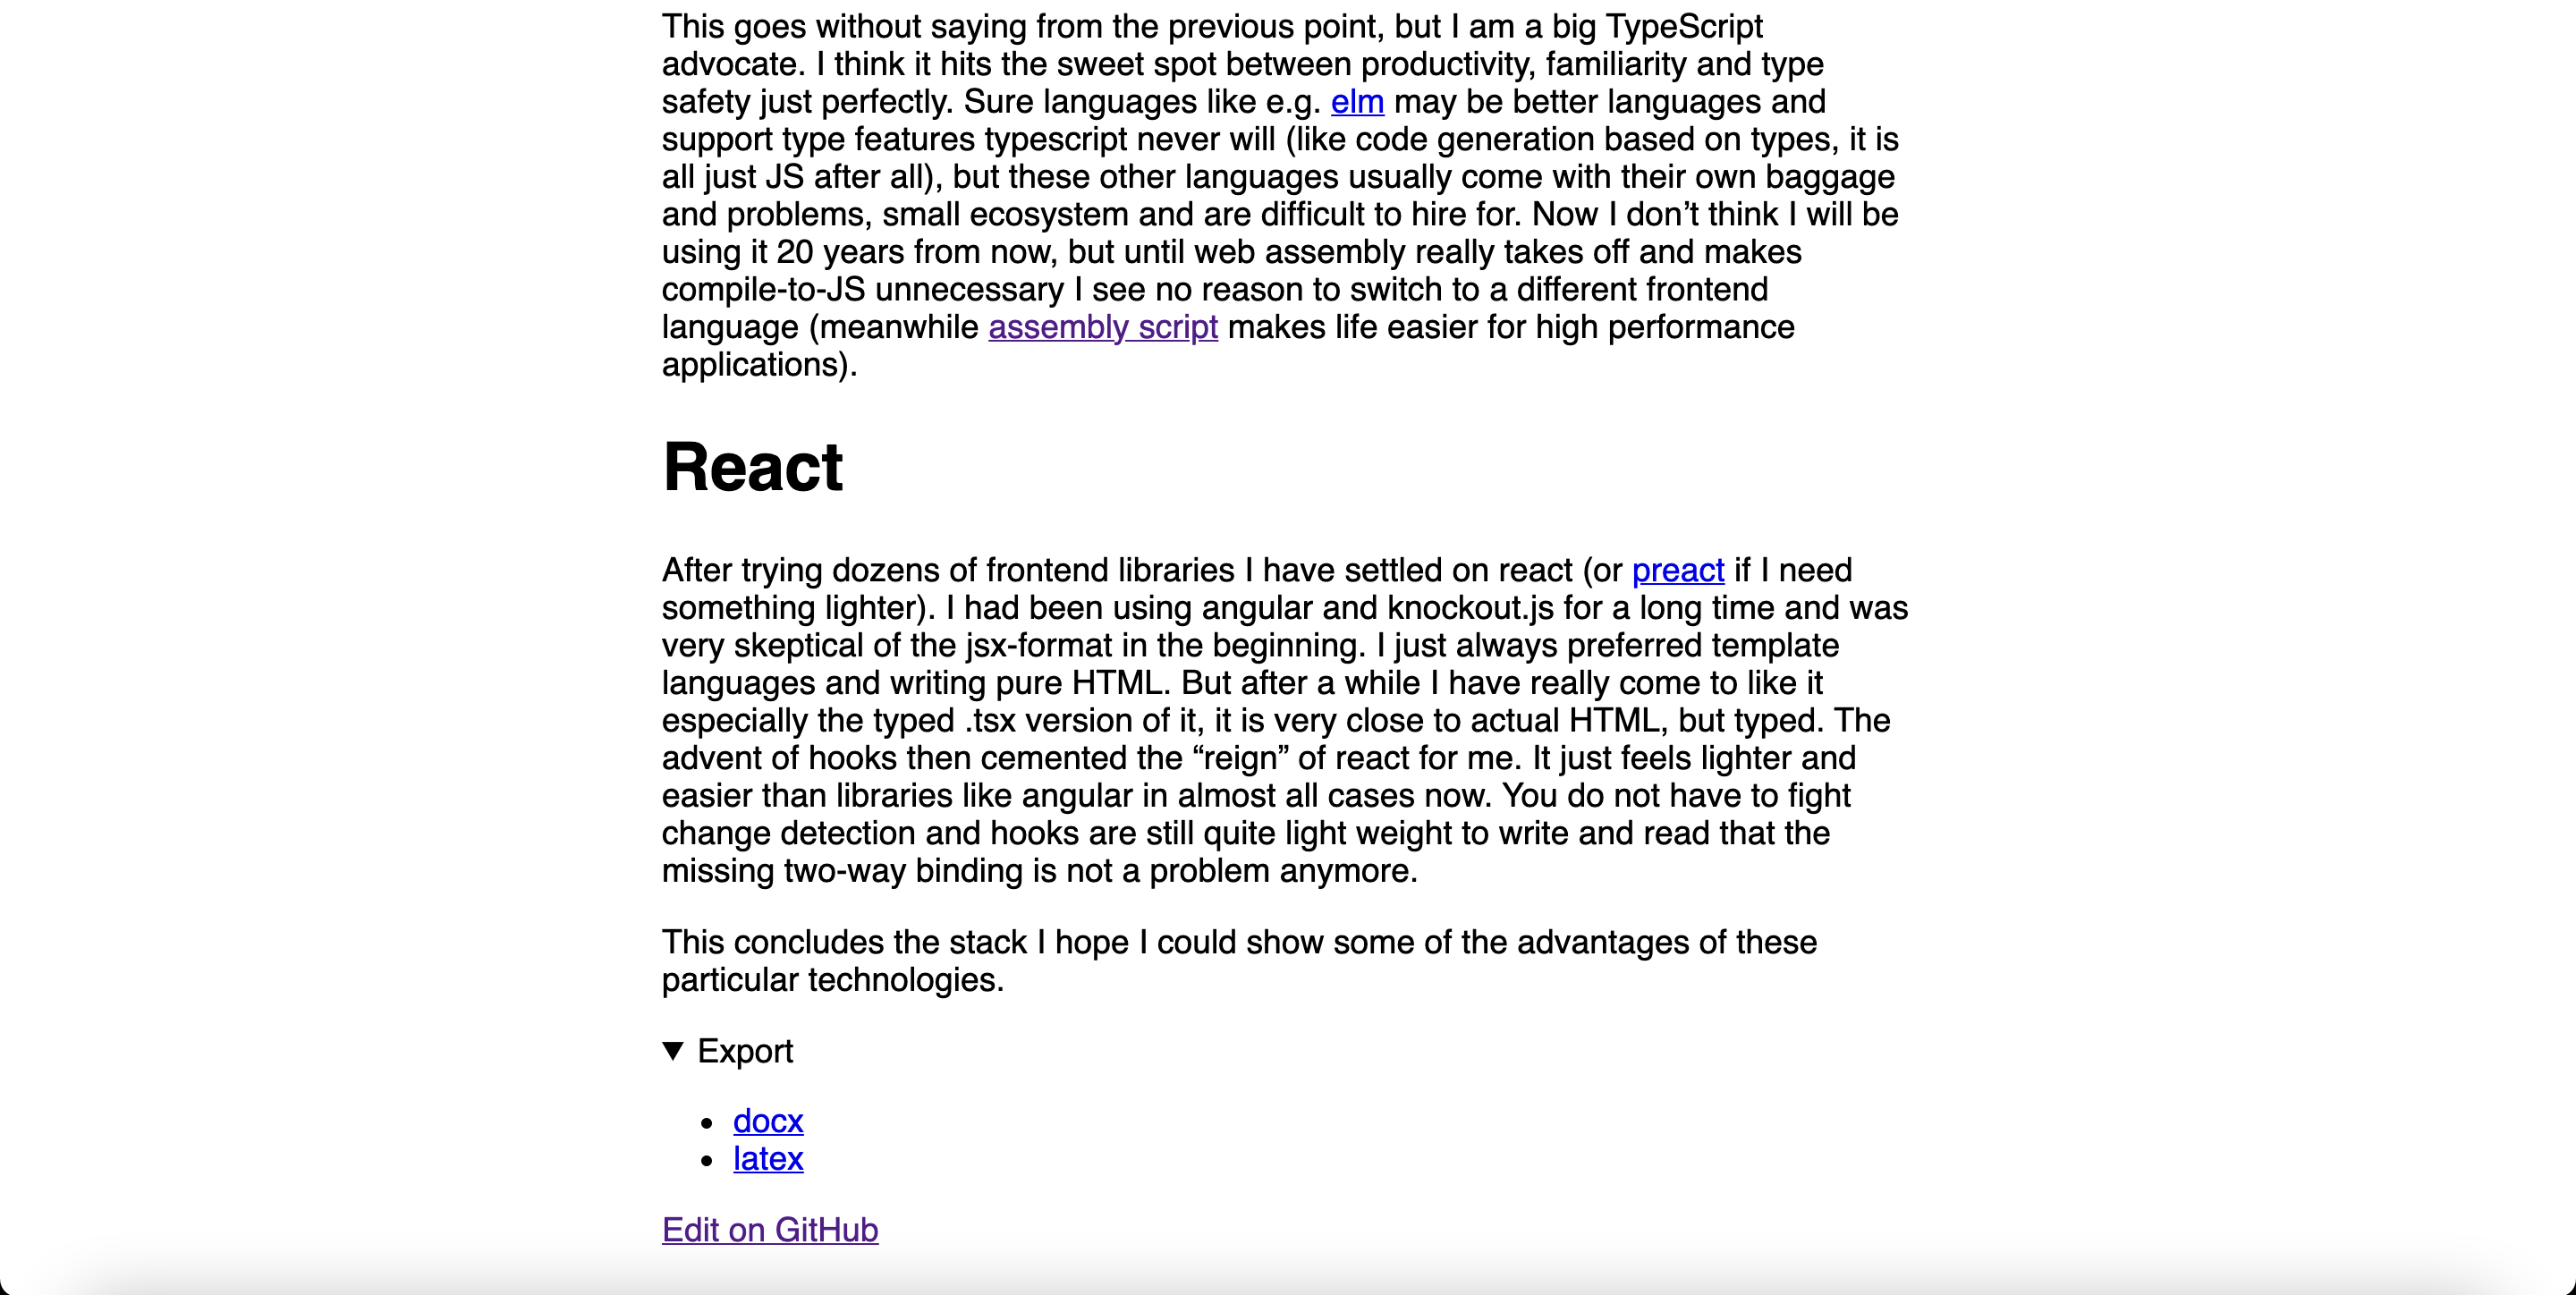 This goes without saying from the previous point, but I am a big TypeScript
advocate. I think it hits the sweet spot between productivity, familiarity and type
safety just perfectly. Sure languages like e.g. elm may be better languages and
support type features typescript never will (like code generation based on types, it is
all just JS after all), but these other languages usually come with their own baggage
and problems, small ecosystem and are difficult to hire for. Now I don’t think I will be
using it 20 years from now, but until web assembly really takes off and makes
compile-to-JS unnecessary I see no reason to switch to a different frontend
language (meanwhile assembly script makes life easier for high performance
applications).
React
After trying dozens of frontend libraries I have settled on react (or preact if I need
something lighter). I had been using angular and knockout.js for a long time and was
very skeptical of the jsx-format in the beginning. I just always preferred template
languages and writing pure HTML. But after a while I have really come to like it
especially the typed .tsx version of it, it is very close to actual HTML, but typed. The
advent of hooks then cemented the “reign” of react for me. It just feels lighter and
easier than libraries like angular in almost all cases now. You do not have to fight
change detection and hooks are still quite light weight to write and read that the
missing two-way binding is not a problem anymore.
This concludes the stack I hope I could show some of the advantages of these
particular technologies.
▼ Export
• docx
• latex
Edit on GitHub